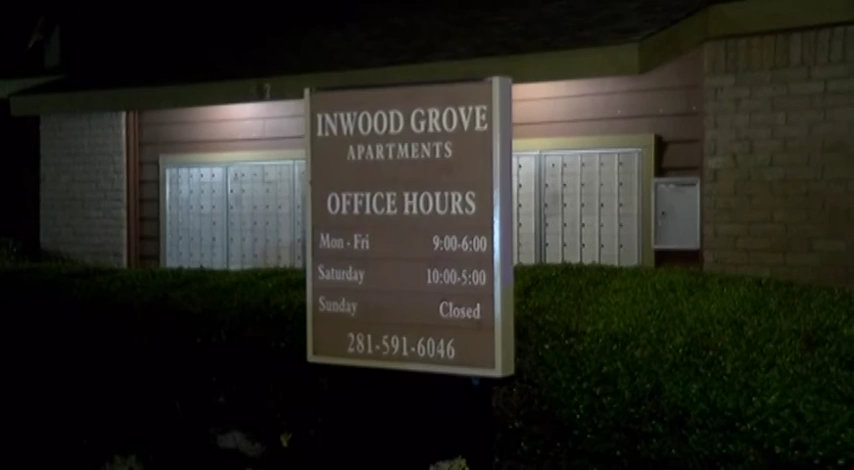 INWOOD GROVE
APARTMENTS
OFFICE HOURS
Mon - Fri 9:00-6:00
Saturday 10:00-5:00
Sunday Closed
281-591-6046